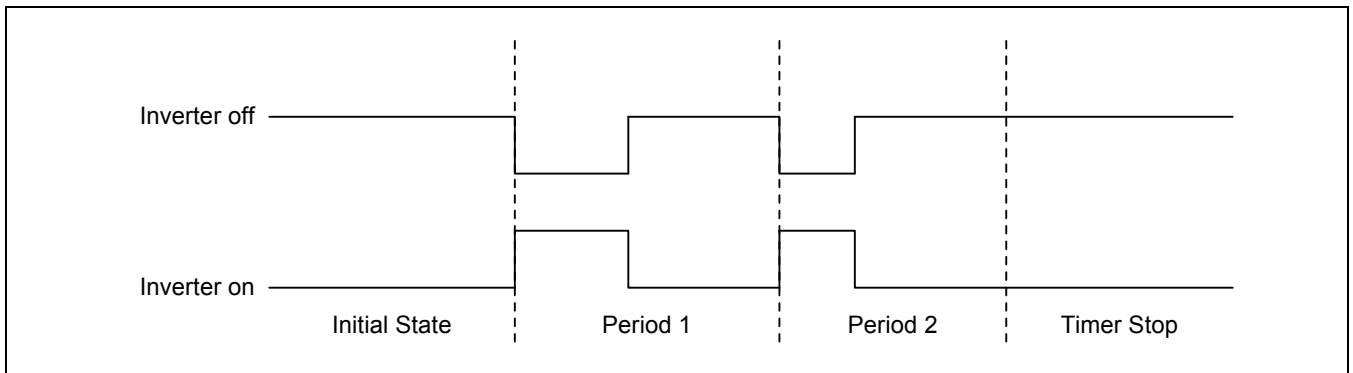 Inverter off
Inverter on
Initial State
Period 1
Period 2
Timer Stop